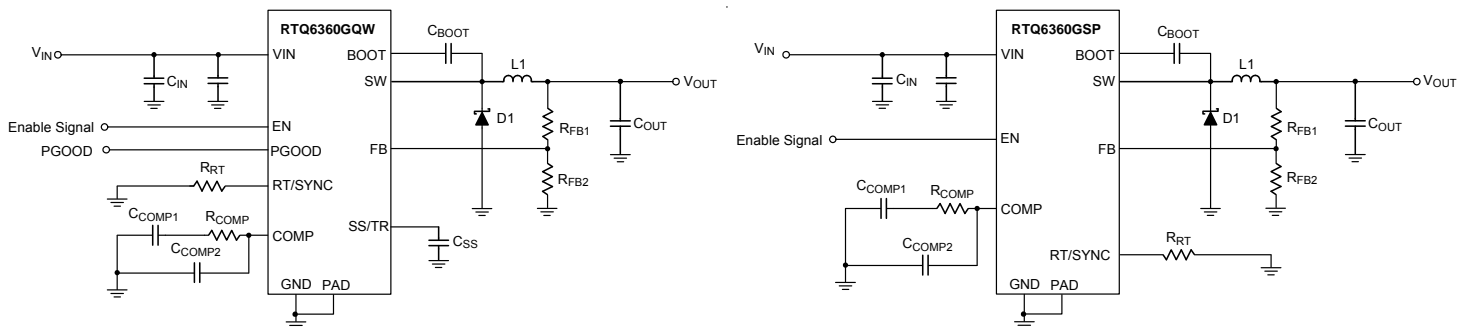 RTQ6360GQW
VIN
CIN
VIN
BOOT
CBOOT
SW
L1
VOUT
D1
RFB1
COUT
Enable Signal
EN
PGOOD
PGOOD
FB
RFB2
RRT
RT/SYNC
CCOMP1
RCOMP
COMP
CCOMP2
SS/TR
CSS
GND
PAD
RTQ6360GSP
VIN
CIN
VIN
BOOT
CBOOT
SW
L1
VOUT
D1
RFB1
COUT
Enable Signal
EN
FB
RFB2
CCOMP1
RCOMP
COMP
CCOMP2
RT/SYNC
RRT
GND
PAD